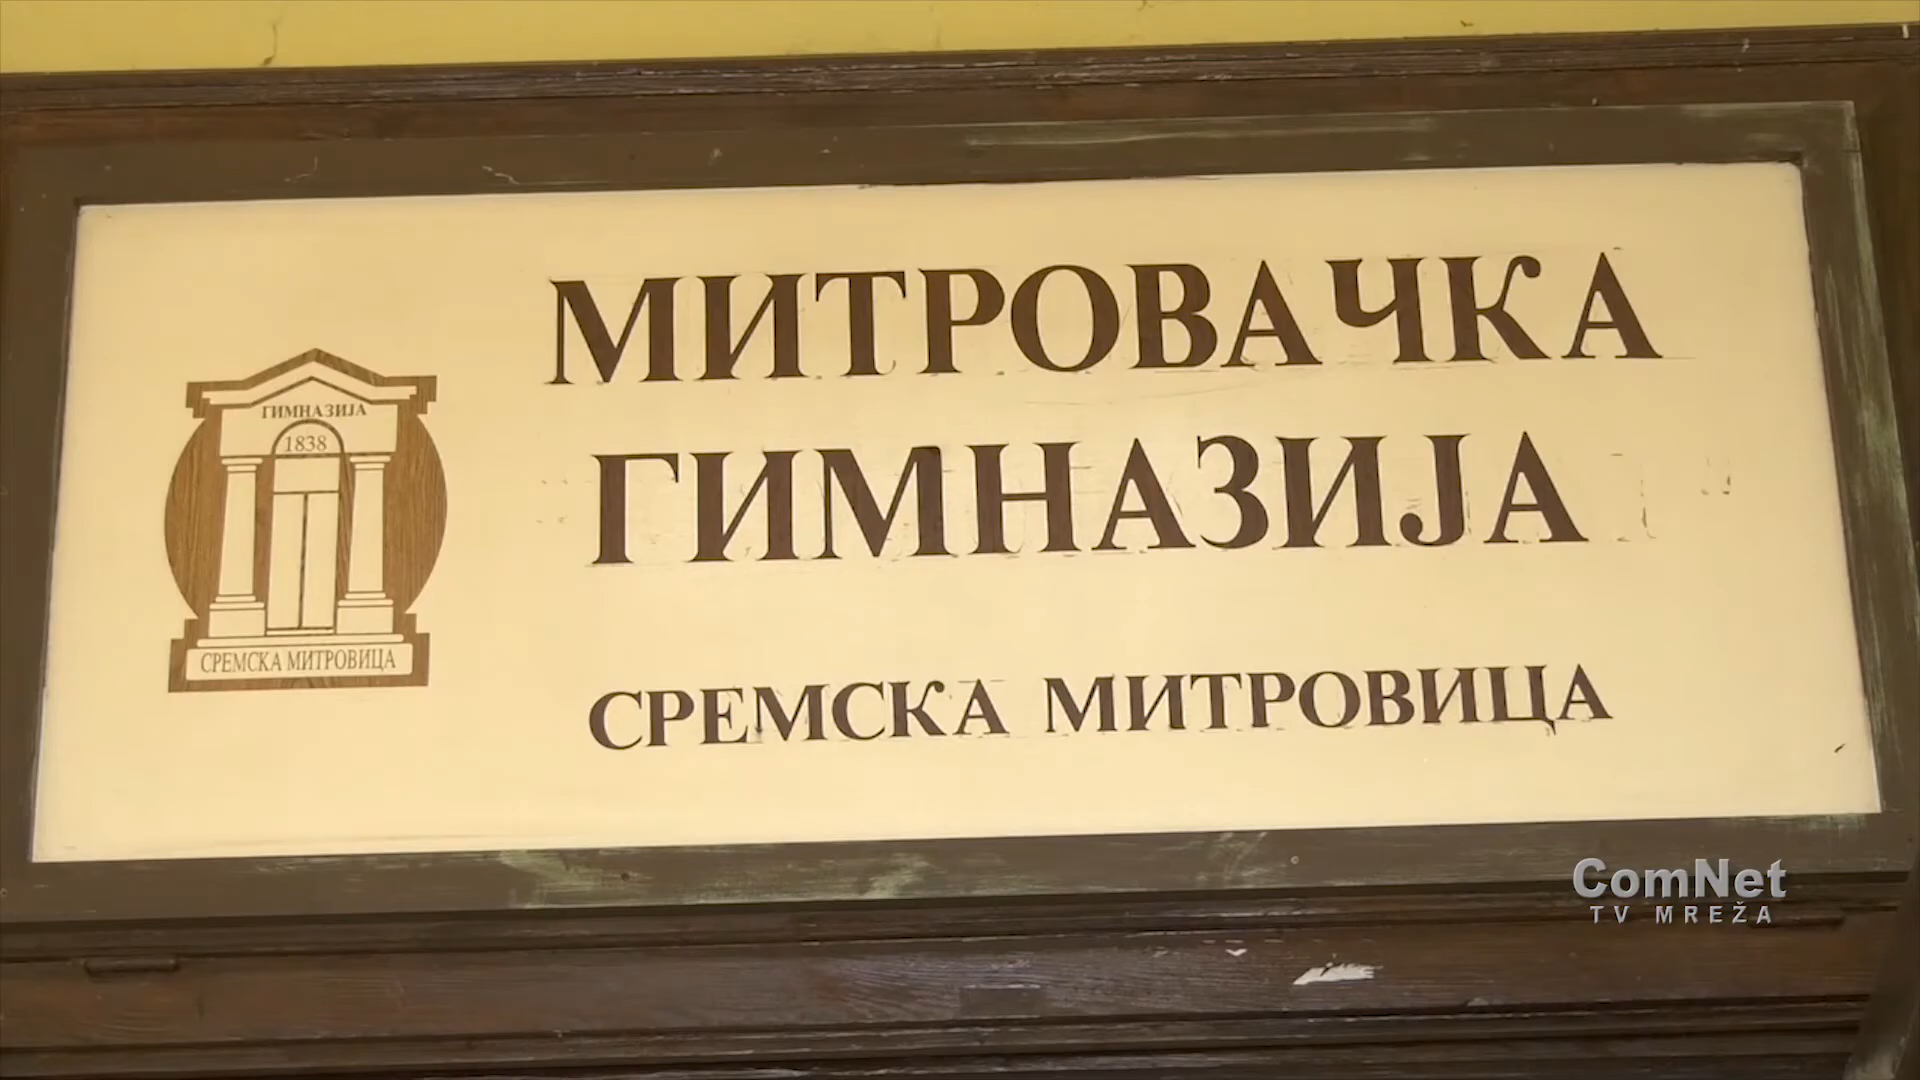 МИТРОВАЧКА
ГИМНАЗИЈА
СРЕМСКА МИТРОВИЦА
ГИМНАЗИЈА
1838
СРЕМСКА МИТРОВИЦА
ComNet
TV MREŽA